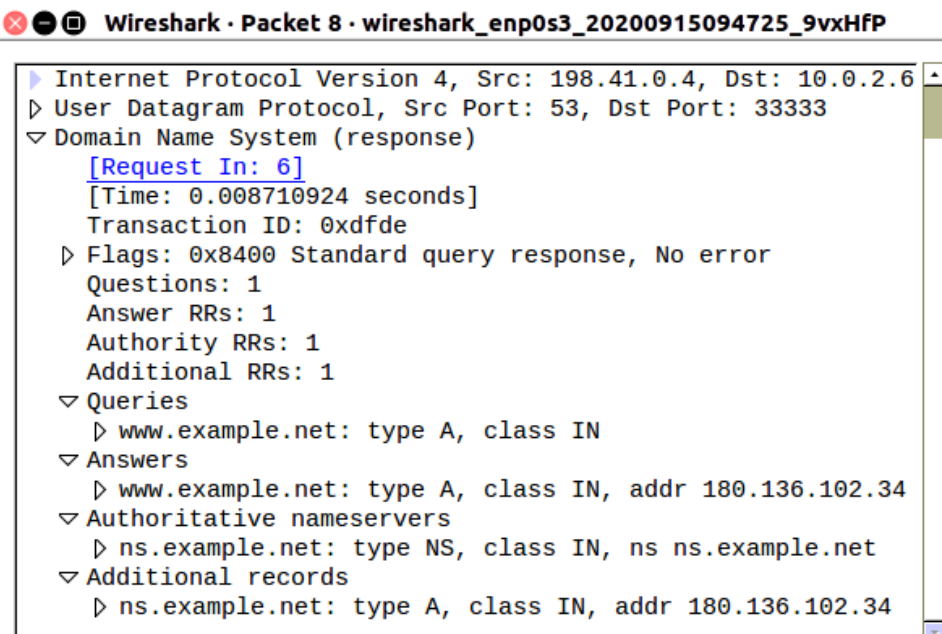 Wireshark · Packet 8 · wireshark_enp0s3_20200915094725_9vxHfP
Internet Protocol Version 4, Src: 198.41.0.4, Dst: 10.0.2.6
User Datagram Protocol, Src Port: 53, Dst Port: 33333
Domain Name System (response)
[Request In: 6]
[Time: 0.008710924 seconds]
Transaction ID: 0xdfde
Flags: 0x8400 Standard query response, No error
Questions: 1
Answer RRs: 1
Authority RRs: 1
Additional RRs: 1
Queries
www.example.net: type A, class IN
Answers
www.example.net: type A, class IN, addr 180.136.102.34
Authoritative nameservers
ns.example.net: type NS, class IN, ns ns.example.net
Additional records
ns.example.net: type A, class IN, addr 180.136.102.34